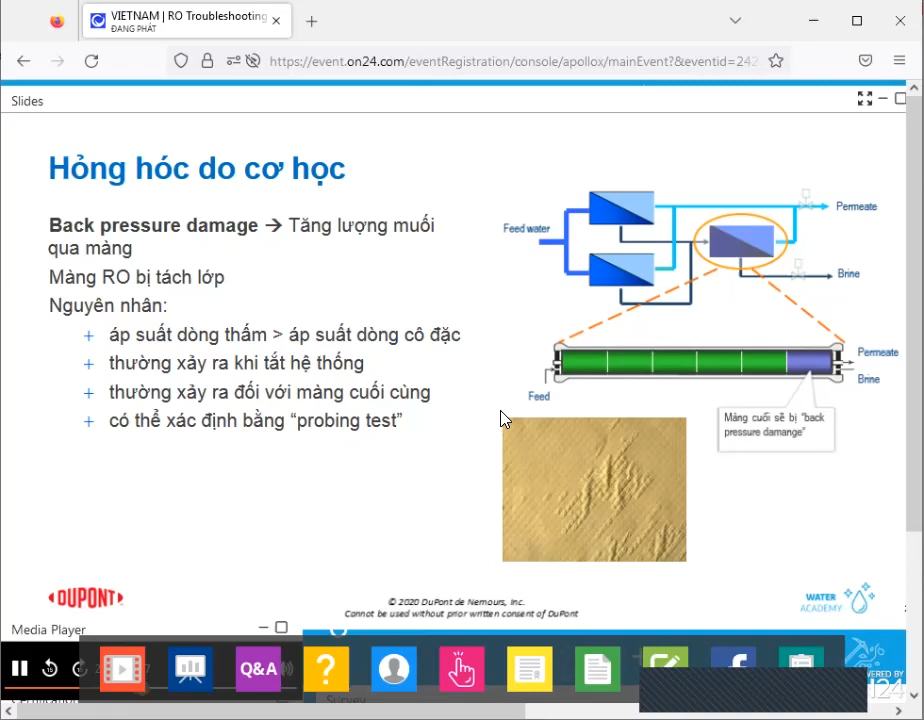 VIETNAM | RO Troubleshooting
ĐANG PHÁT
https://event.on24.com/eventRegistration/console/apollox/mainEvent?&eventid=242
Slides
Hỏng hóc do cơ học
Back pressure damage → Tăng lượng muối
qua màng
Màng RO bị tách lớp
Nguyên nhân:
+ áp suất dòng thấm > áp suất dòng cô đặc
+ thường xảy ra khi tắt hệ thống
+ thường xảy ra đối với màng cuối cùng
+ có thể xác định bằng “probing test”
Feed water
Permeate
Brine
Permeate
Brine
Feed
Màng cuối sẽ bị “back
pressure damange”
DUPONT
© 2020 DuPont de Nemours, Inc.
Cannot be used without prior written consent of DuPont
WATER
ACADEMY
Media Player
Q&A
Survey